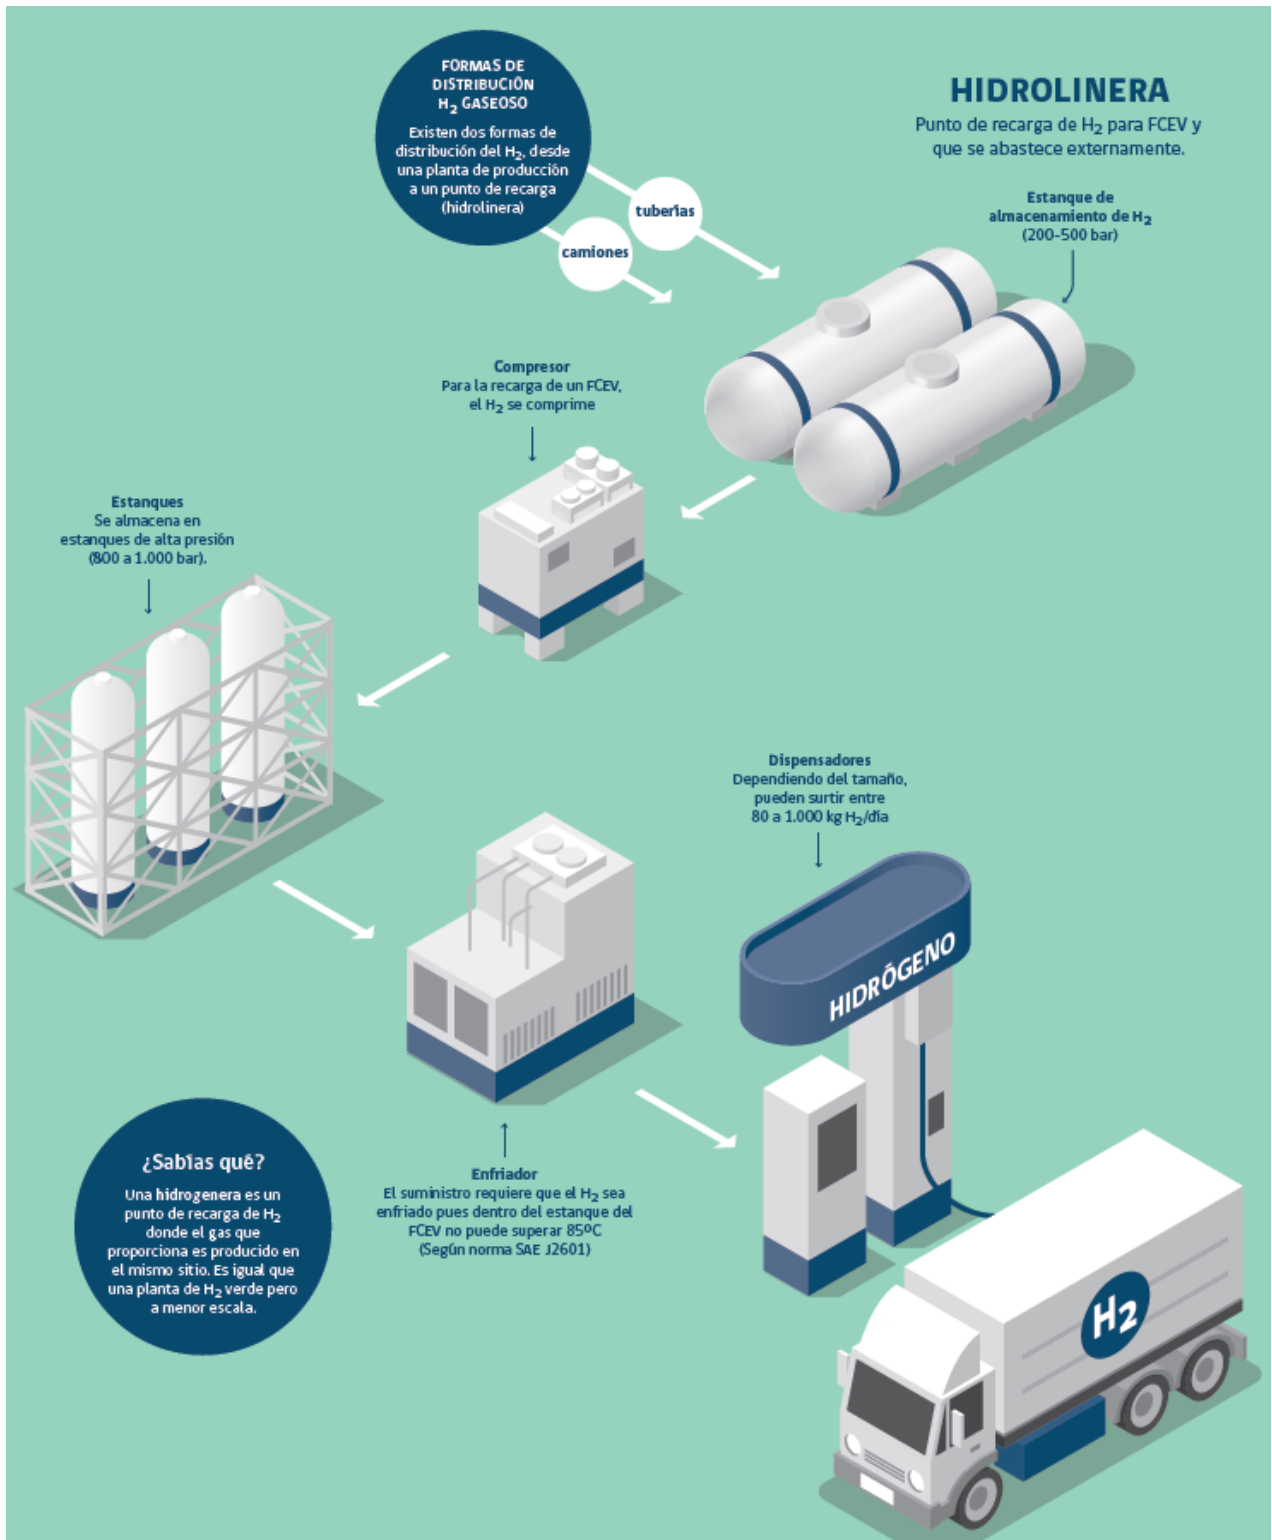 FORMAS DE
DISTRIBUCIÓN
H₂ GASEOSO
Existen dos formas de
distribución del H₂, desde
una planta de producción
a un punto de recarga
(hidrolinera)
tuberías
camiones
HIDROLINERA
Punto de recarga de H₂ para FCEV y
que se abastece externamente.
Estanque de
almacenamiento de H₂
(200-500 bar)
Compresor
Para la recarga de un FCEV,
el H₂ se comprime
Estanques
Se almacena en
estanques de alta presión
(800 a 1.000 bar).
Dispensadores
Dependiendo del tamaño,
pueden surtir entre
80 a 1.000 kg H₂/día
HIDRÓGENO
Enfriador
El suministro requiere que el H₂ sea
enfriado pues dentro del estanque del
FCEV no puede superar 85ºC
(Según norma SAE J2601)
¿Sabías qué?
Una hidrogenera es un
punto de recarga de H₂
donde el gas que
proporciona es producido en
el mismo sitio. Es igual que
una planta de H₂ verde pero
a menor escala.
H₂